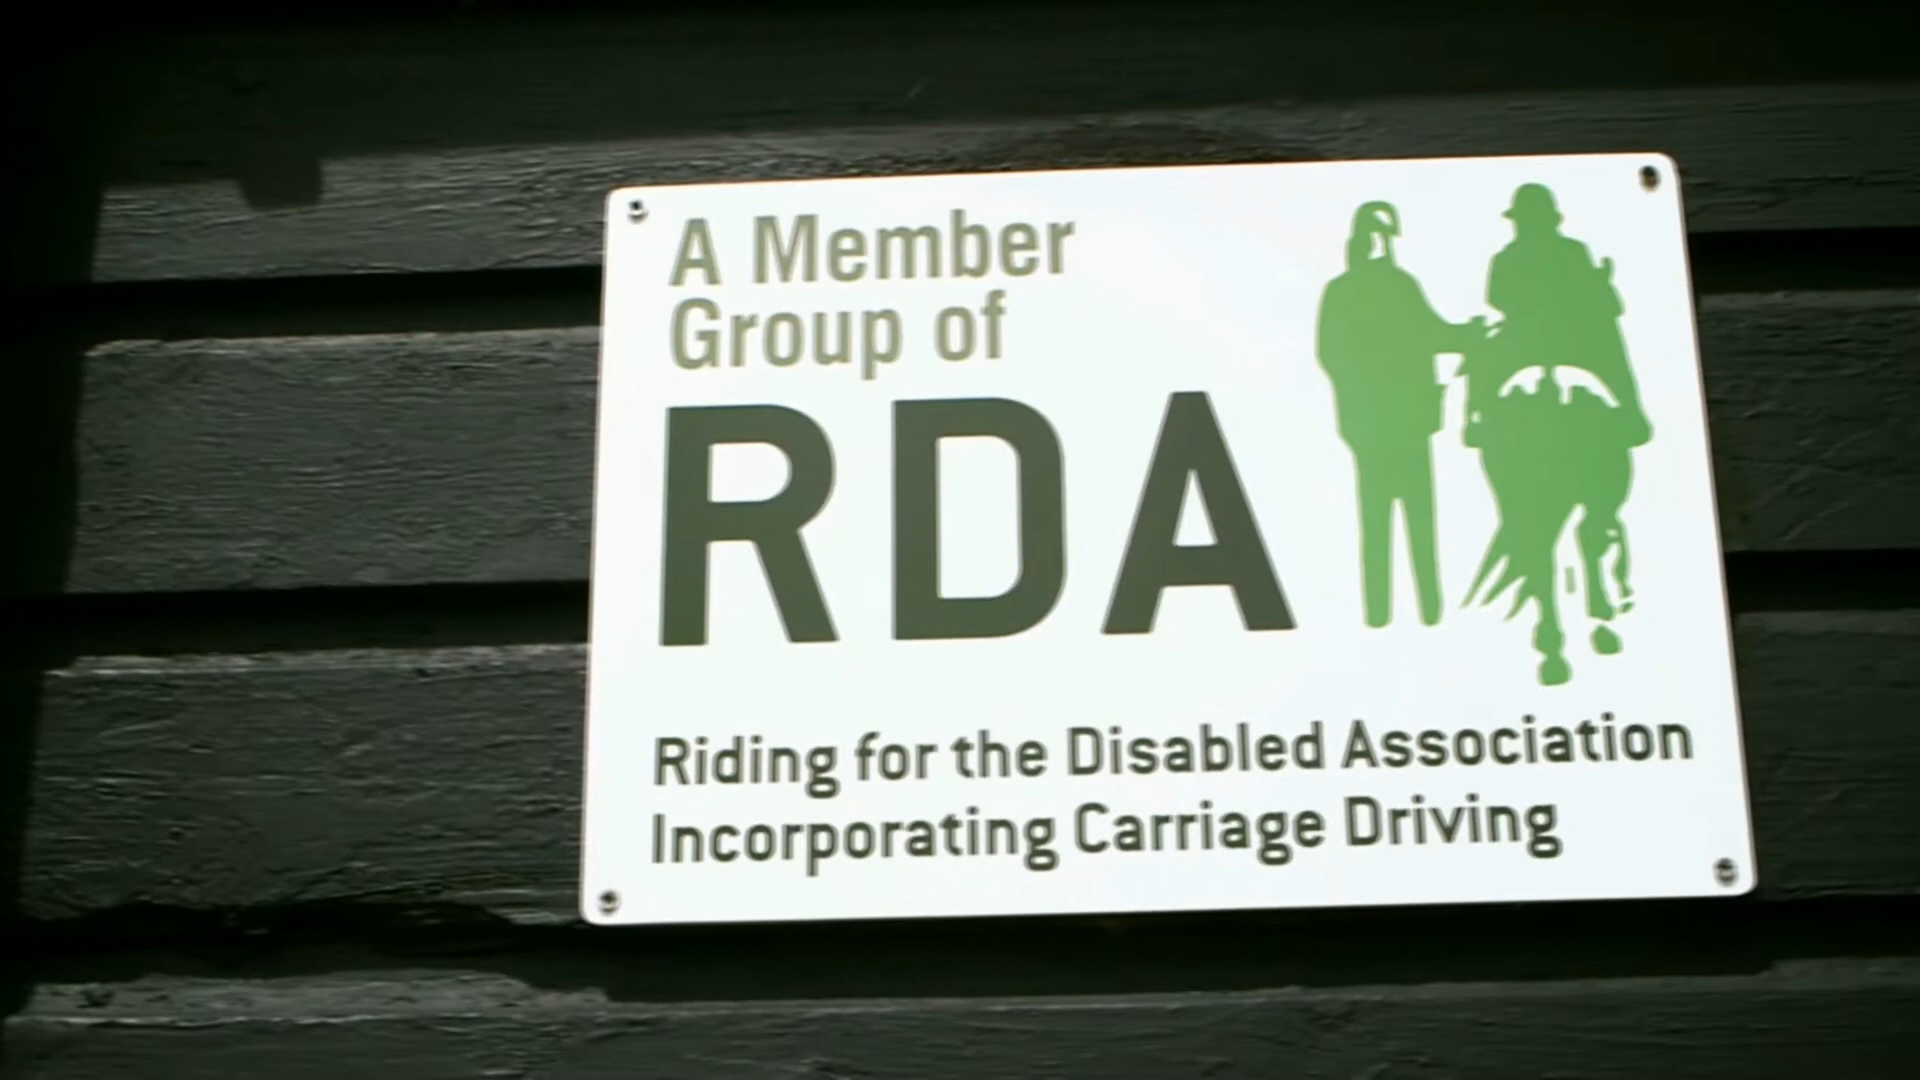 A Member
Group of
RDA
Riding for the Disabled Association
Incorporating Carriage Driving